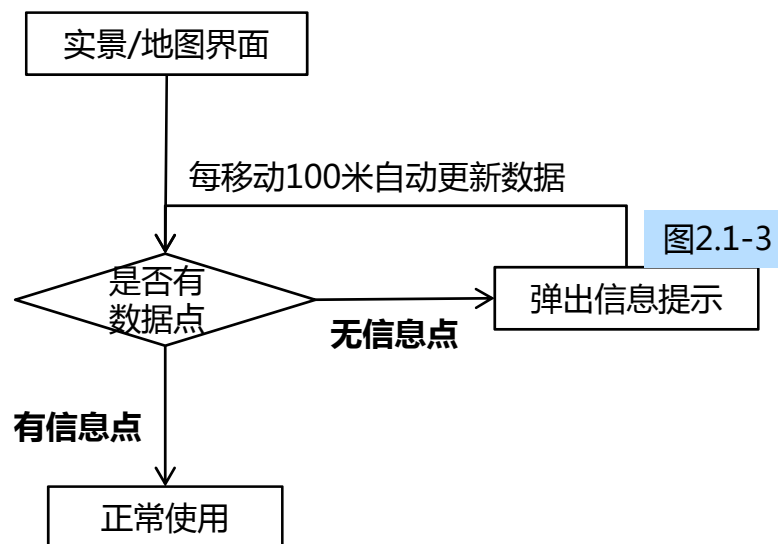 实景/地图界面
每移动100米自动更新数据
图2.1-3
是否有
数据点
弹出信息提示
无信息点
有信息点
正常使用